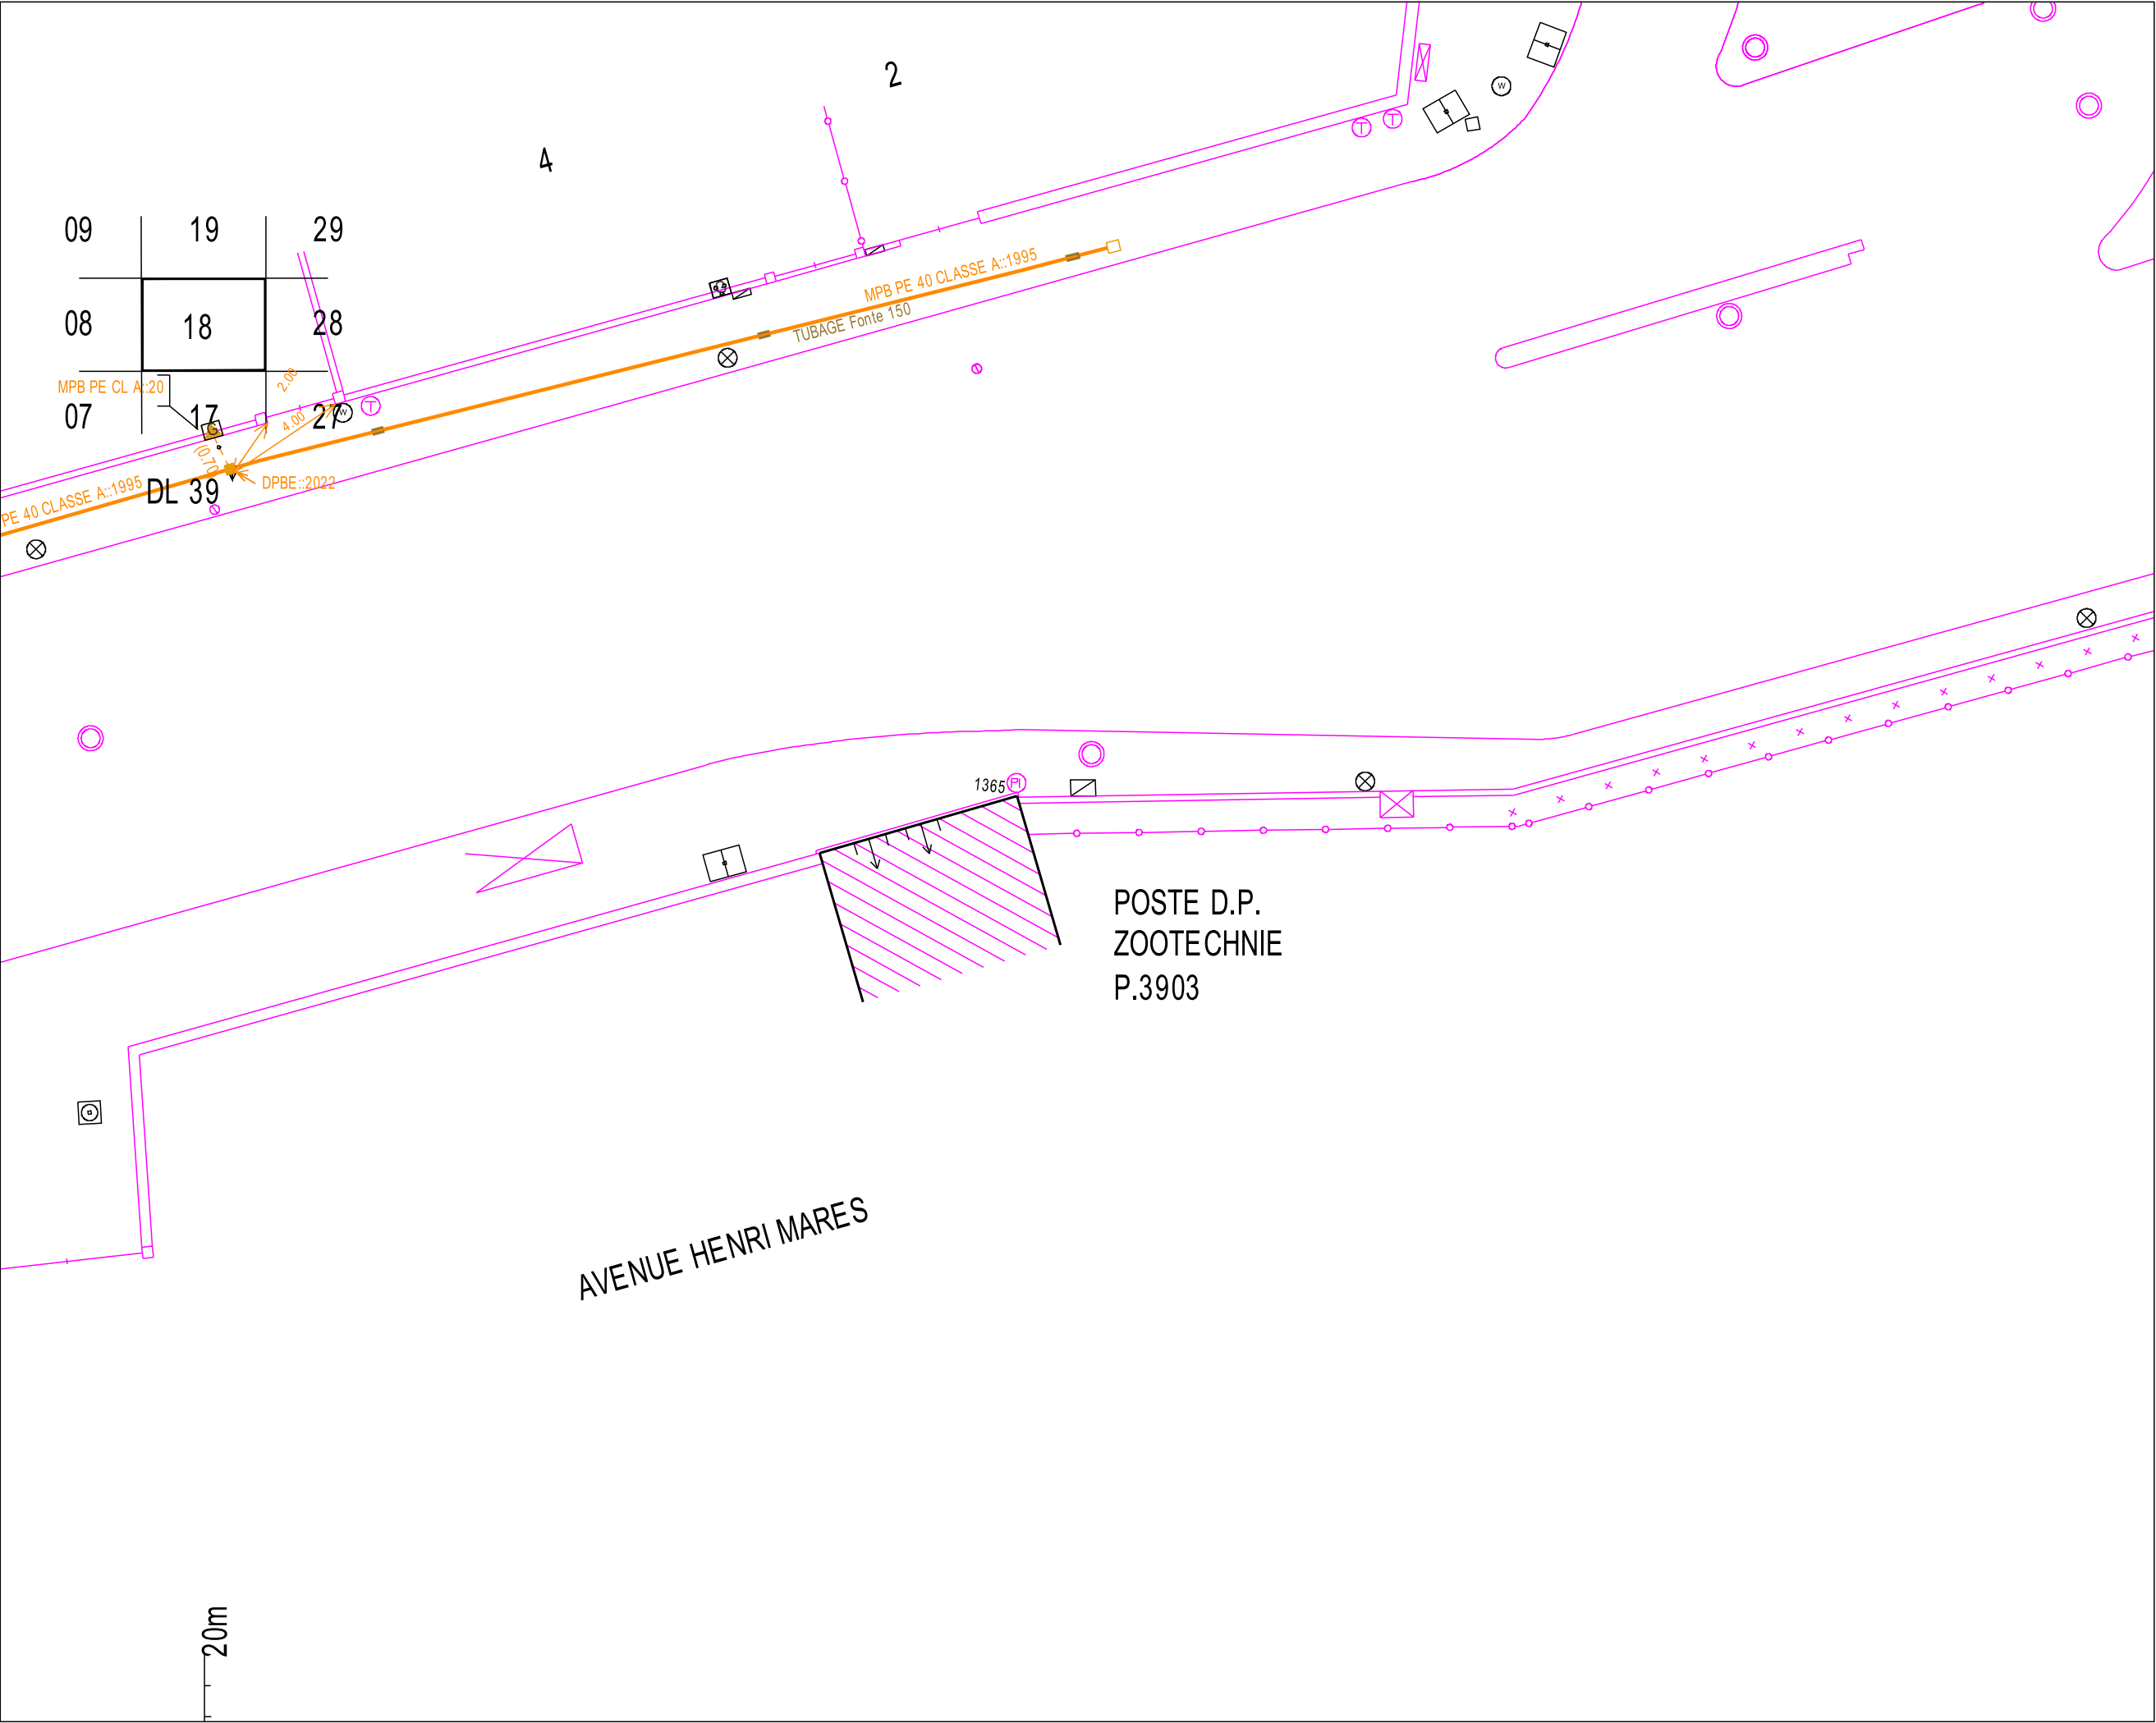 2
4
09 19 29
08 18 28
07 17 27
MPB PE CL A::20
2.00
4.00
(0.70
G
W
T
DL 39
DPBE::2022
PE 40 CLASSE A::1995
MPB PE 40 CLASSE A::1995
TUBAGE Fonte 150
T
T
W
1365
PI
POSTE D.P.
ZOOTECHNIE
P.3903
AVENUE HENRI MARES
20m